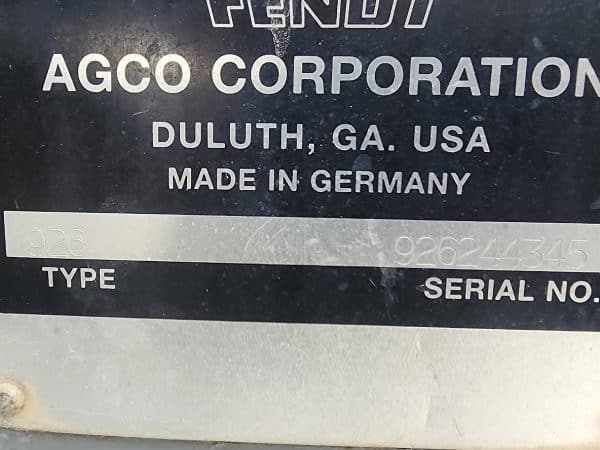 FENDT
AGCO CORPORATION
DULUTH, GA. USA
MADE IN GERMANY
926 926244345
TYPE SERIAL NO.